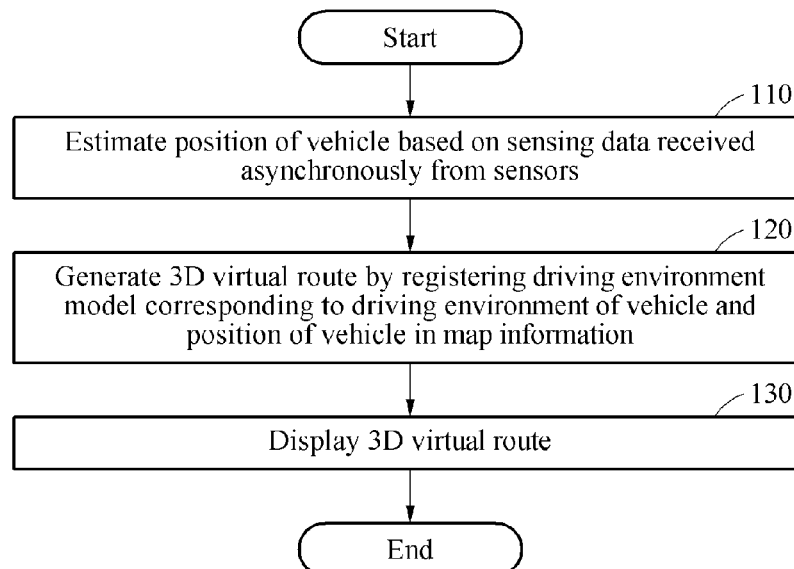 Start
110
Estimate position of vehicle based on sensing data received
asynchronously from sensors
120
Generate 3D virtual route by registering driving environment
model corresponding to driving environment of vehicle and
position of vehicle in map information
130
Display 3D virtual route
End